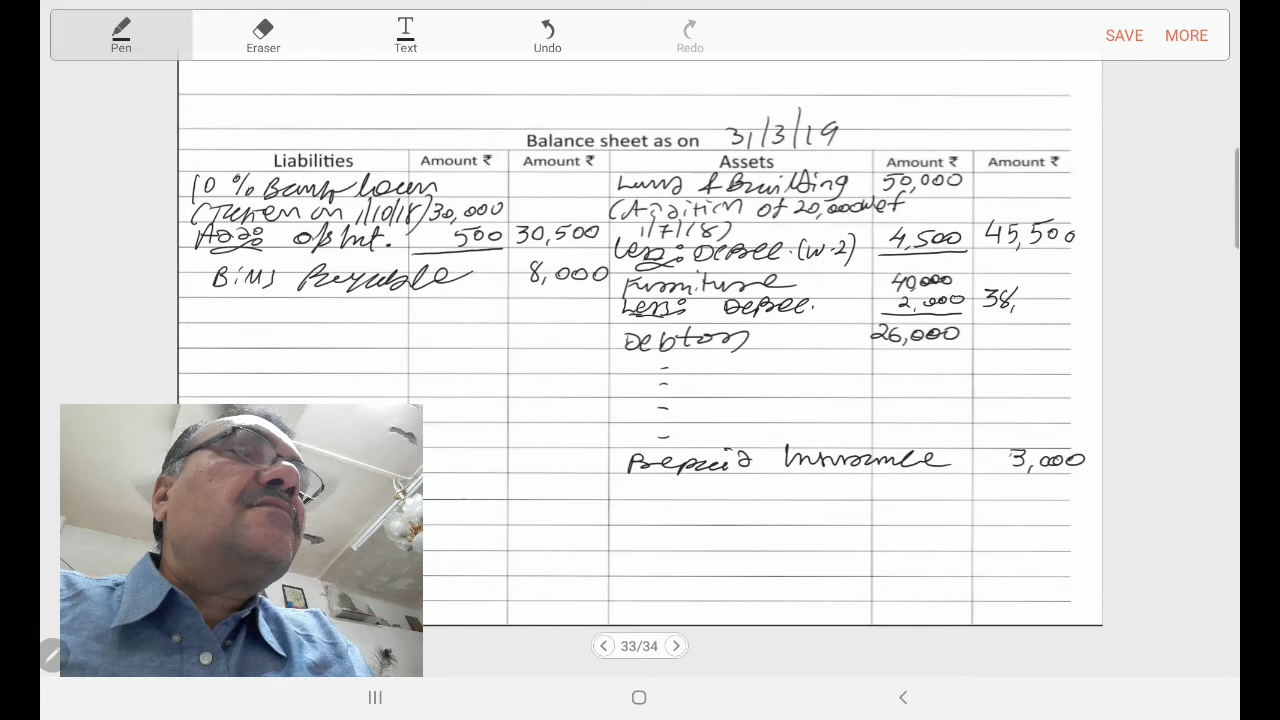 Pen Eraser Text Undo Redo SAVE MORE
Balance sheet as on 31/3/19
Liabilities Amount ₹ Amount ₹ Assets Amount ₹ Amount ₹
10 % Bank Loan Land & Building 50,000
(Taken on 1/10/18) 30,000 (Addition of 20,000 wef
1/7/18)
Add: o/s Int. 500 30,500 Less: Deprec. (W-2) 4,500 45,500
Bills Payable 8,000 Furniture 40,000
Less: Deprec. 2,000 38,
Debtors 26,000
Prepaid Insurance 3,000
33/34